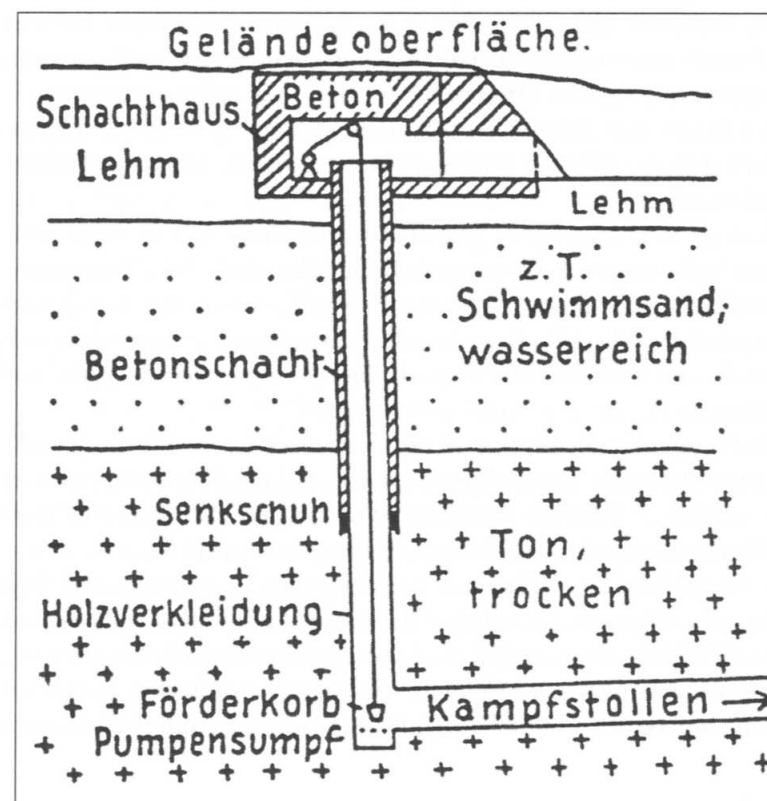 Geländeoberfläche.
Beton
Schachthaus
Lehm
Lehm
z. T.
Schwimmsand,
wasserreich
Betonschacht
Senkschuh
Ton,
trocken
Holzverkleidung
Förderkorb
Kampfstollen
Pumpensumpf